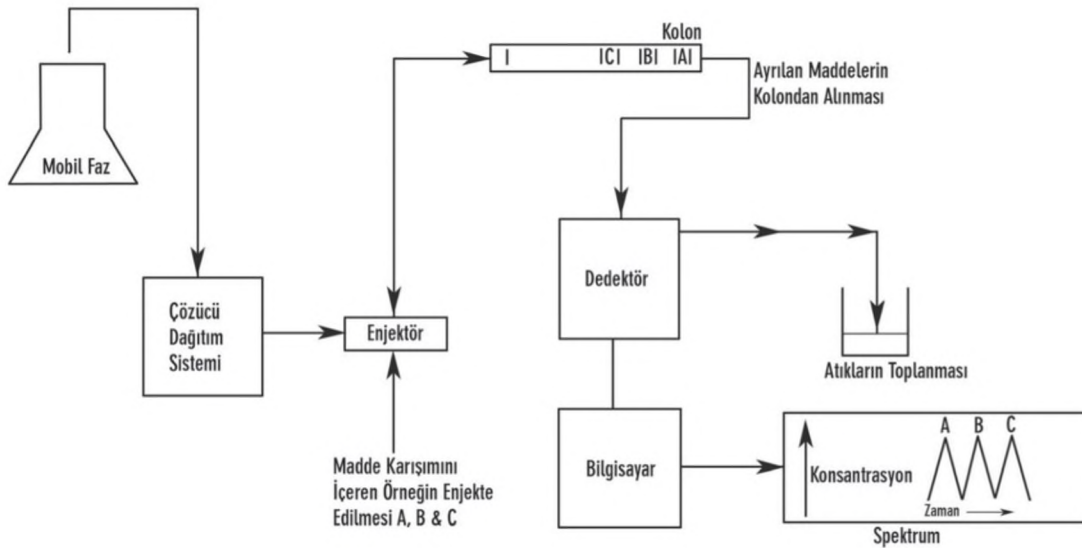 Mobil Faz
Çözücü
Dağıtım
Sistemi
Enjektör
Madde Karışımını
İçeren Örneğin Enjekte
Edilmesi A, B & C
Kolon
I ICI IBI IAI
Ayrılan Maddelerin
Kolondan Alınması
Dedektör
Atıkların Toplanması
Bilgisayar
A B C
Konsantrasyon
Zaman
Spektrum